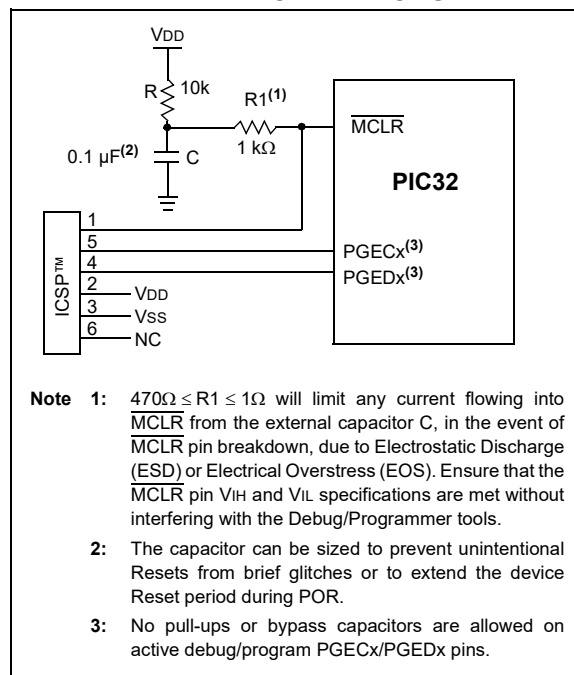 VDD
R
10k
R1(1)
1 kΩ
0.1 µF(2)
C
MCLR
PIC32
PGECx(3)
PGEDx(3)
ICSP™
1
5
4
2
3
6
VDD
VSS
NC
Note 1: 470Ω ≤ R1 ≤ 1Ω will limit any current flowing into
MCLR from the external capacitor C, in the event of
MCLR pin breakdown, due to Electrostatic Discharge
(ESD) or Electrical Overstress (EOS). Ensure that the
MCLR pin VIH and VIL specifications are met without
interfering with the Debug/Programmer tools.
2: The capacitor can be sized to prevent unintentional
Resets from brief glitches or to extend the device
Reset period during POR.
3: No pull-ups or bypass capacitors are allowed on
active debug/program PGECx/PGEDx pins.